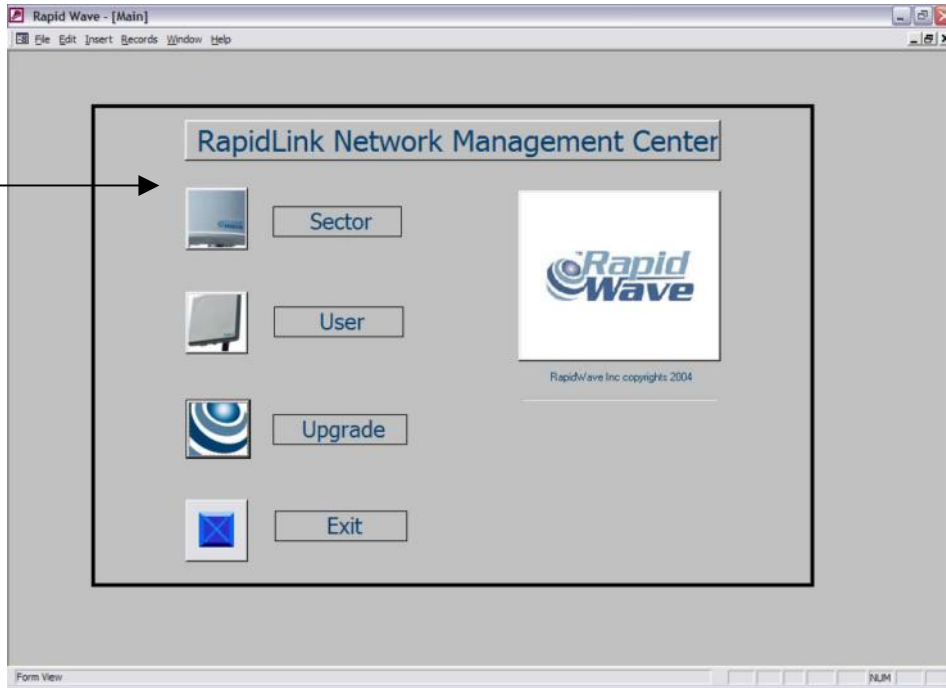 Rapid Wave - [Main]
File Edit Insert Records Window Help
RapidLink Network Management Center
Sector
Rapid
Wave
User
RapidWave Inc copyrights 2004
Upgrade
Exit
Form View
NUM